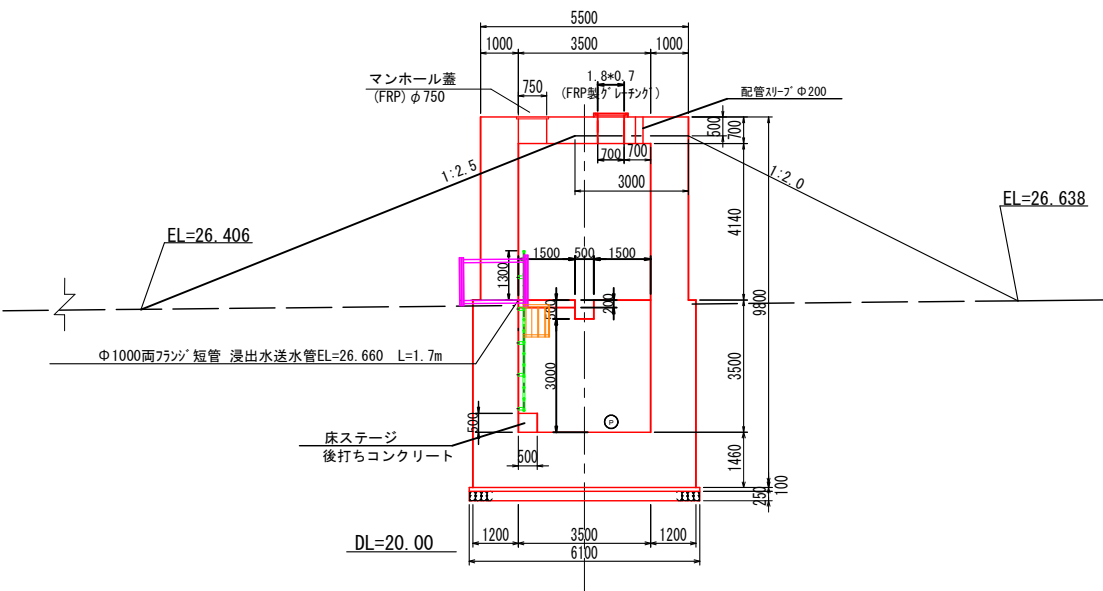 5500
1000
3500
1000
マンホール蓋
(FRP) φ750
750
1.8*0.7
(FRP製グレーチング)
配管スリーブΦ200
500
700
700
700
1:2.5
3000
1:2.0
EL=26.638
EL=26.406
4140
1500
500
1500
1300
200
500
9800
Φ1000両フランジ短管 浸出水送水管EL=26.660 L=1.7m
3000
3500
P
500
床ステージ
後打ちコンクリート
500
1460
100
250
1200
3500
1200
DL=20.00
6100